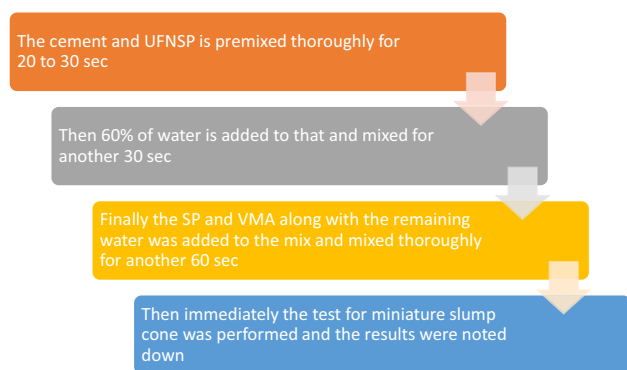 The cement and UFNSP is premixed thoroughly for
20 to 30 sec
Then 60% of water is added to that and mixed for
another 30 sec
Finally the SP and VMA along with the remaining
water was added to the mix and mixed thoroughly
for another 60 sec
Then immediately the test for miniature slump
cone was performed and the results were noted
down